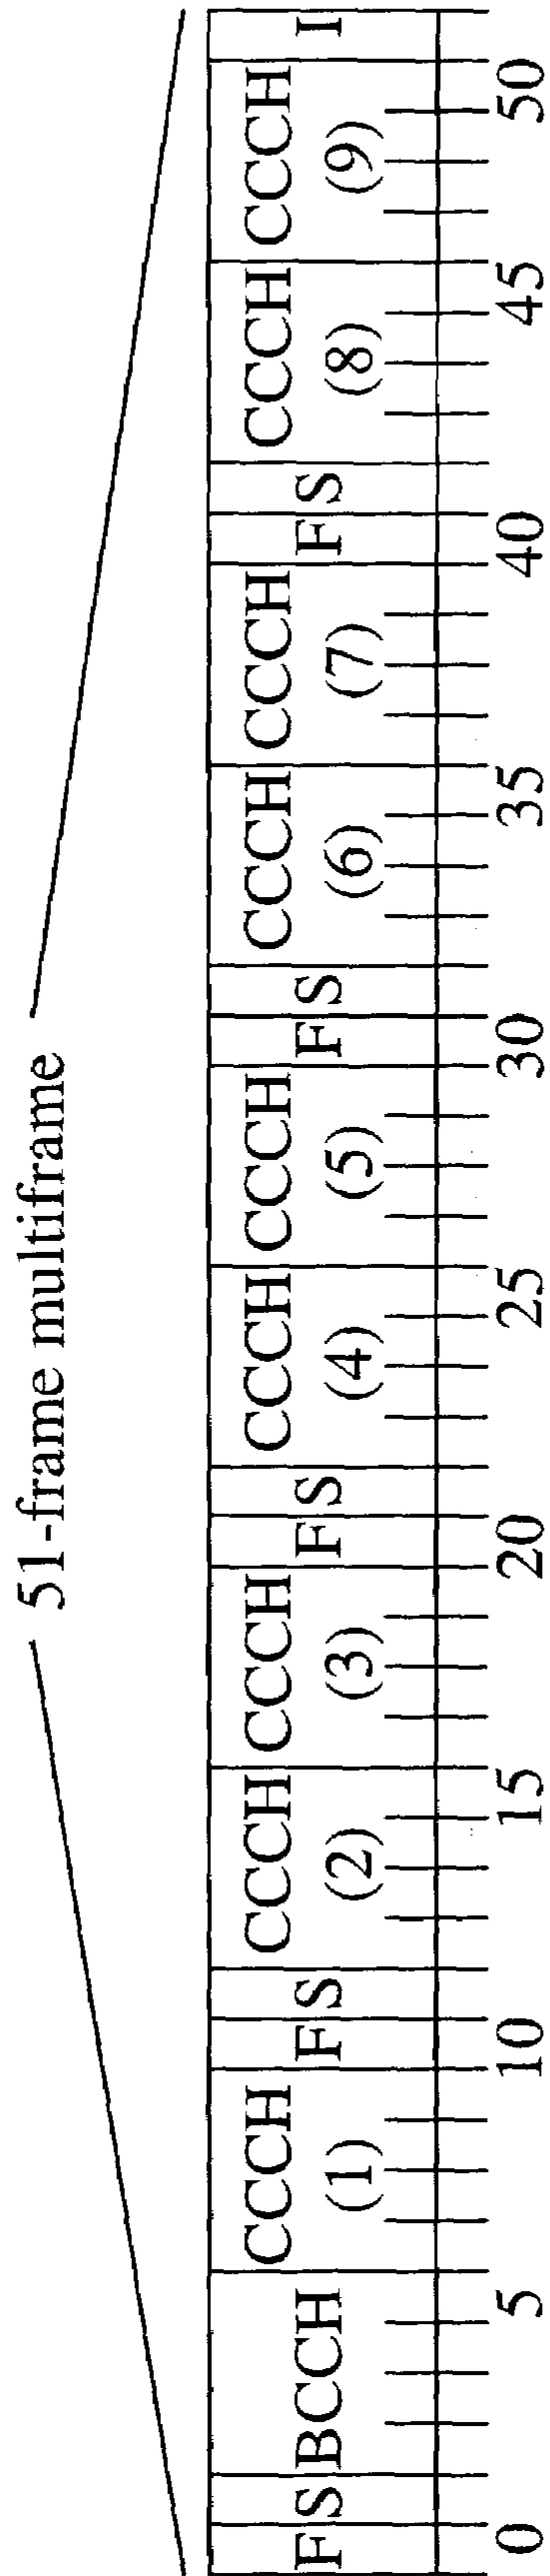 51-frame multiframe
F S BCCH CCCH F S CCCH CCCH F S CCCH CCCH F S CCCH CCCH F S CCCH CCCH I
(1) (2) (3) (4) (5) (6) (7) (8) (9)
0 5 10 15 20 25 30 35 40 45 50